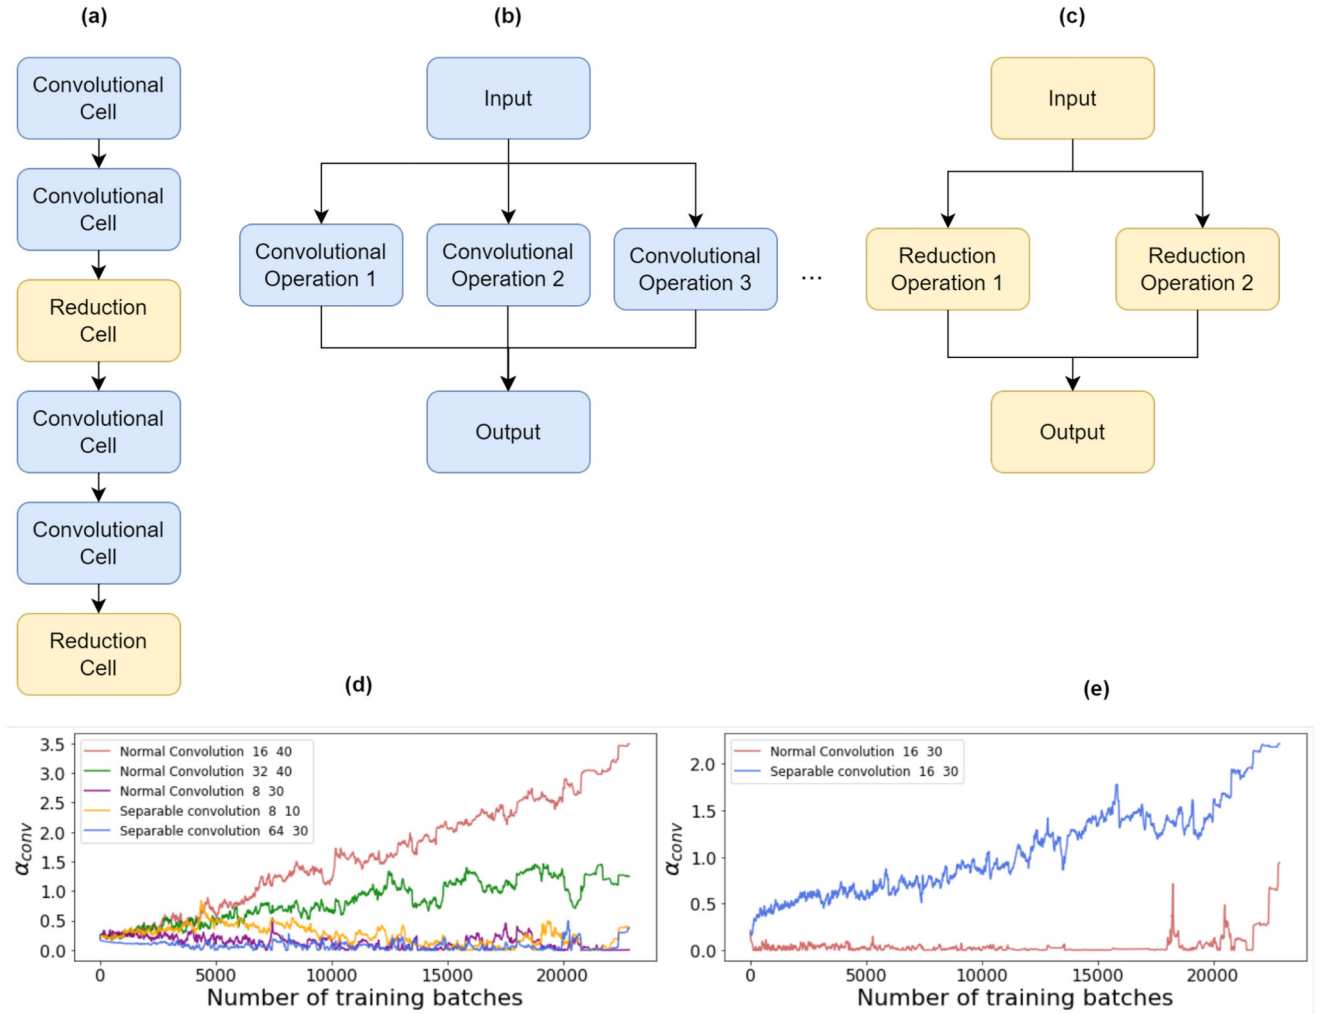 (a)
Convolutional
Cell
Convolutional
Cell
Reduction
Cell
Convolutional
Cell
Convolutional
Cell
Reduction
Cell
(b)
Input
Convolutional
Operation 1
Convolutional
Operation 2
Convolutional
Operation 3
...
Output
(c)
Input
Reduction
Operation 1
Reduction
Operation 2
Output
(d)
Normal Convolution 16 40
Normal Convolution 32 40
Normal Convolution 8 30
Separable convolution 8 10
Separable convolution 64 30
3.5
3.0
2.5
2.0
1.5
1.0
0.5
0.0
αconv
0 5000 10000 15000 20000
Number of training batches
(e)
Normal Convolution 16 30
Separable convolution 16 30
2.0
1.5
1.0
0.5
0.0
αconv
0 5000 10000 15000 20000
Number of training batches